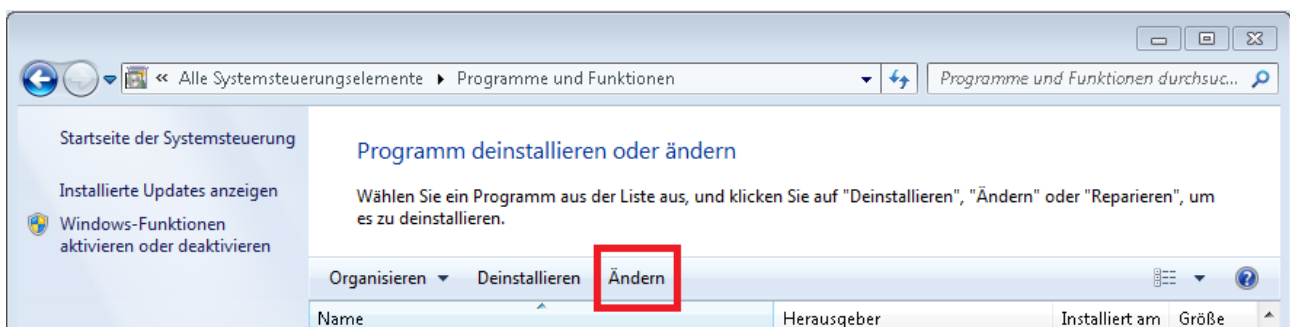 « Alle Systemsteuerungselemente ▸ Programme und Funktionen
Programme und Funktionen durchsuc...
Startseite der Systemsteuerung
Installierte Updates anzeigen
Windows-Funktionen
aktivieren oder deaktivieren
Programm deinstallieren oder ändern
Wählen Sie ein Programm aus der Liste aus, und klicken Sie auf "Deinstallieren", "Ändern" oder "Reparieren", um
es zu deinstallieren.
Organisieren Deinstallieren Ändern
Name Herausgeber Installiert am Größe